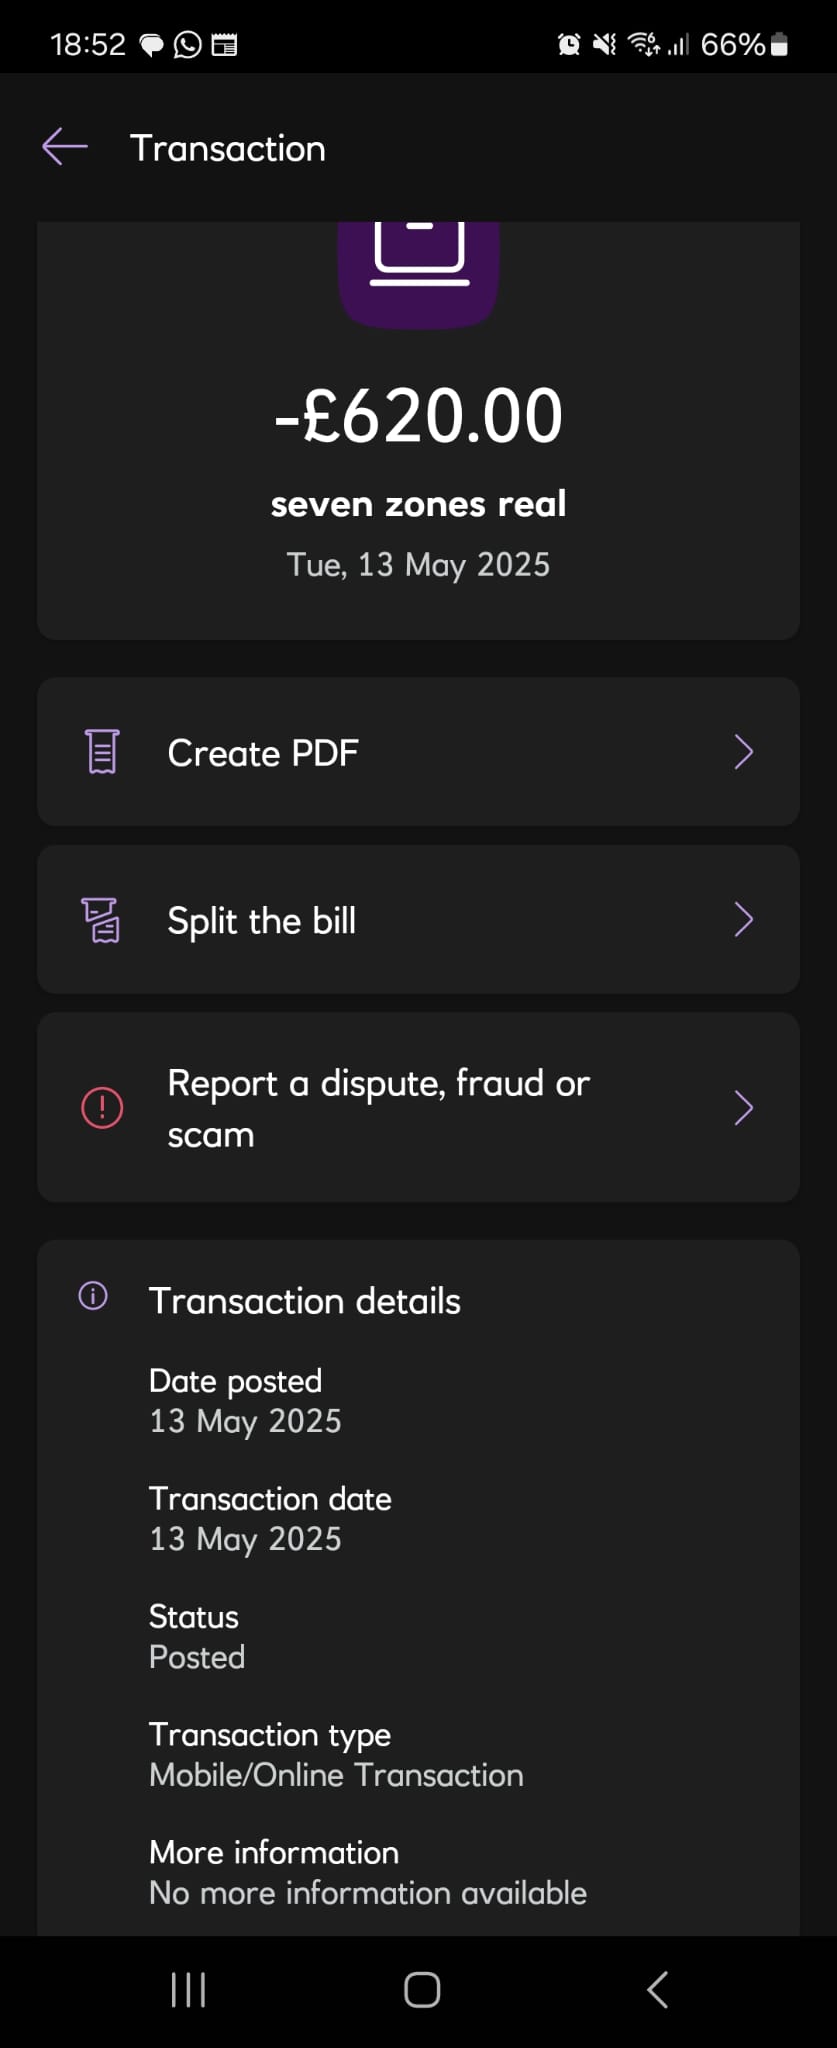 18:52
66%
Transaction
-£620.00
seven zones real
Tue, 13 May 2025
Create PDF
Split the bill
Report a dispute, fraud or
scam
Transaction details
Date posted
13 May 2025
Transaction date
13 May 2025
Status
Posted
Transaction type
Mobile/Online Transaction
More information
No more information available